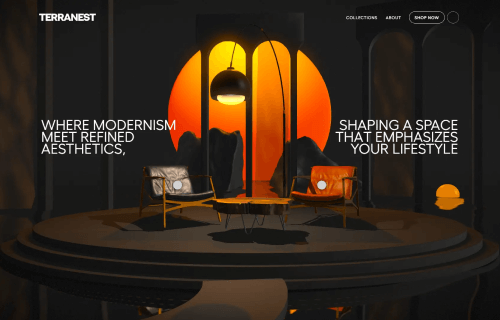 TERRANEST
COLLECTIONS
ABOUT
SHOP NOW
WHERE MODERNISM
MEET REFINED
AESTHETICS,
SHAPING A SPACE
THAT EMPHASIZES
YOUR LIFESTYLE